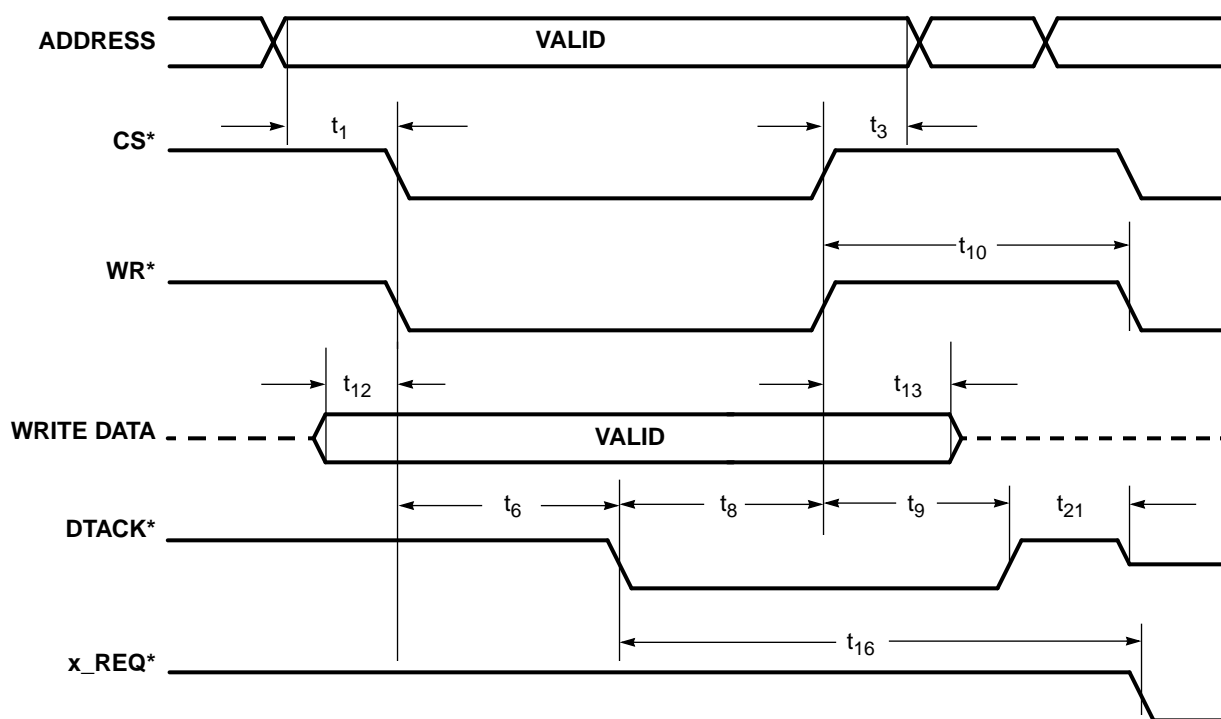 ADDRESS
VALID
t1
t3
CS*
t10
WR*
t12
t13
WRITE DATA
VALID
t6
t8
t9
t21
DTACK*
t16
x_REQ*